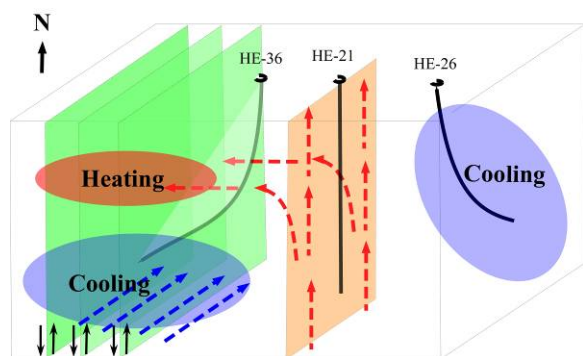 N
HE-36
HE-21
HE-26
Heating
Cooling
Cooling